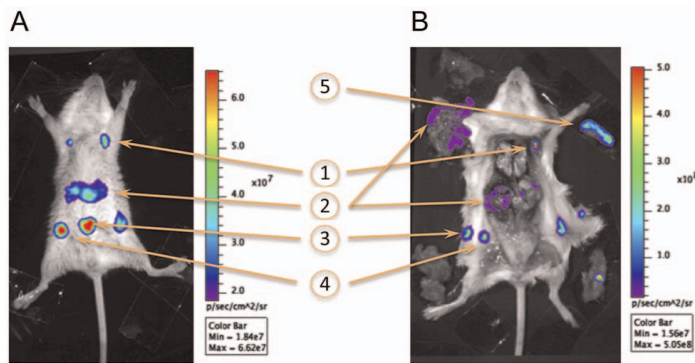 A
B
6.0
5.0
4.0
3.0
2.0
x10⁷
p/sec/cm^2/sr
Color Bar
Min = 1.84e7
Max = 6.62e7
5
1
2
3
4
5.0
4.0
3.0
2.0
1.0
p/sec/cm^2/sr
Color Bar
Min = 1.56e7
Max = 5.05e8